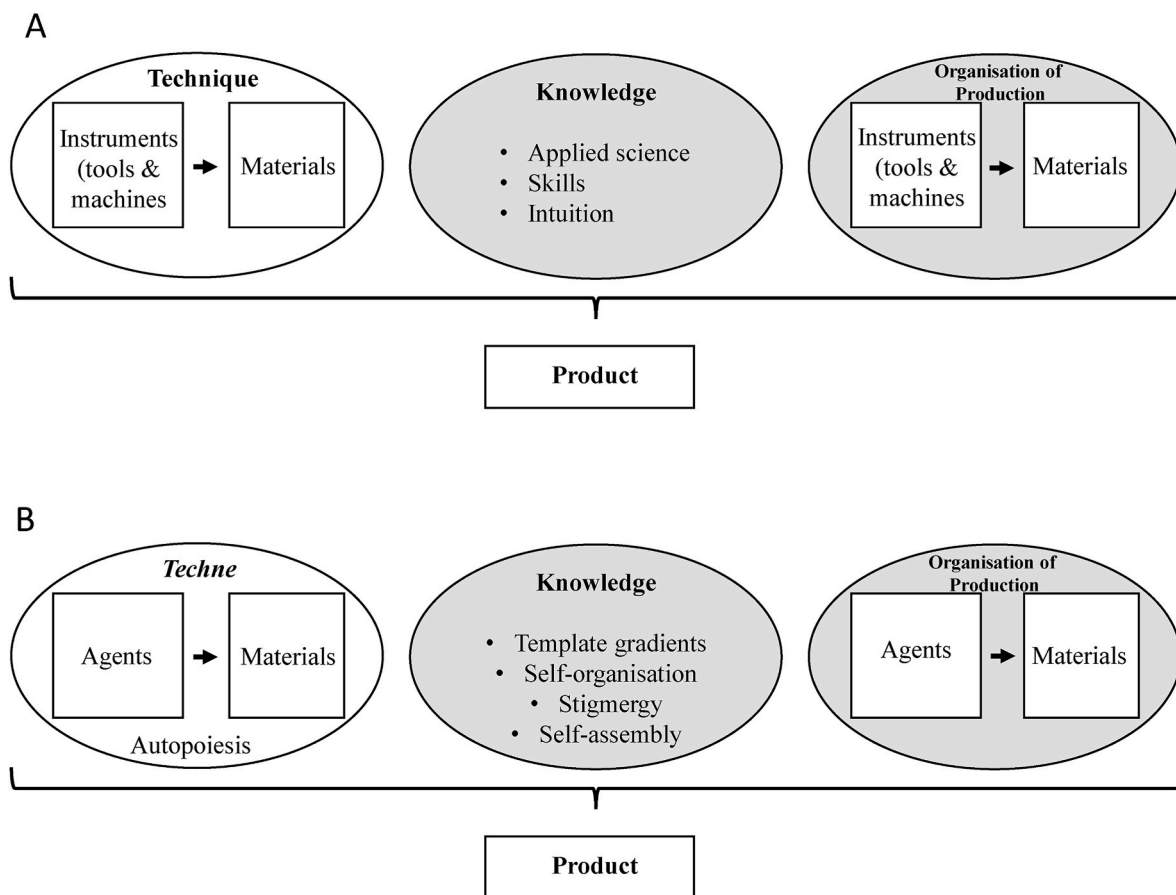 A
Technique
Instruments
(tools &
machines
Materials
Knowledge
• Applied science
• Skills
• Intuition
Organisation of
Production
Instruments
(tools &
machines
Materials
Product
B
Techne
Agents
Materials
Autopoiesis
Knowledge
• Template gradients
• Self-organisation
• Stigmergy
• Self-assembly
Organisation of
Production
Agents
Materials
Product